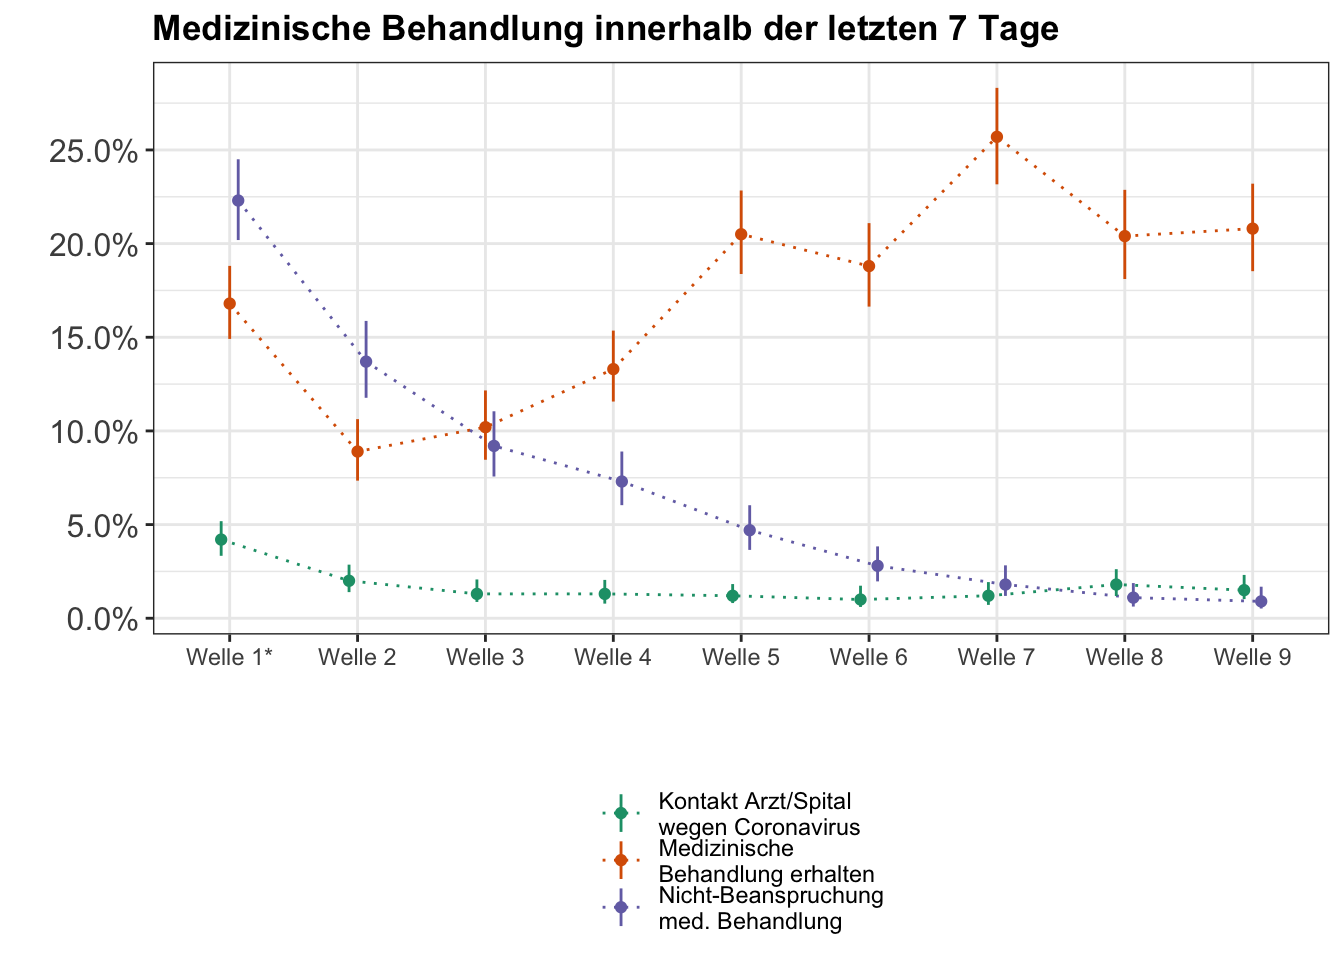 Medizinische Behandlung innerhalb der letzten 7 Tage
25.0%
20.0%
15.0%
10.0%
5.0%
0.0%
Welle 1* Welle 2 Welle 3 Welle 4 Welle 5 Welle 6 Welle 7 Welle 8 Welle 9
Kontakt Arzt/Spital
wegen Coronavirus
Medizinische
Behandlung erhalten
Nicht-Beanspruchung
med. Behandlung